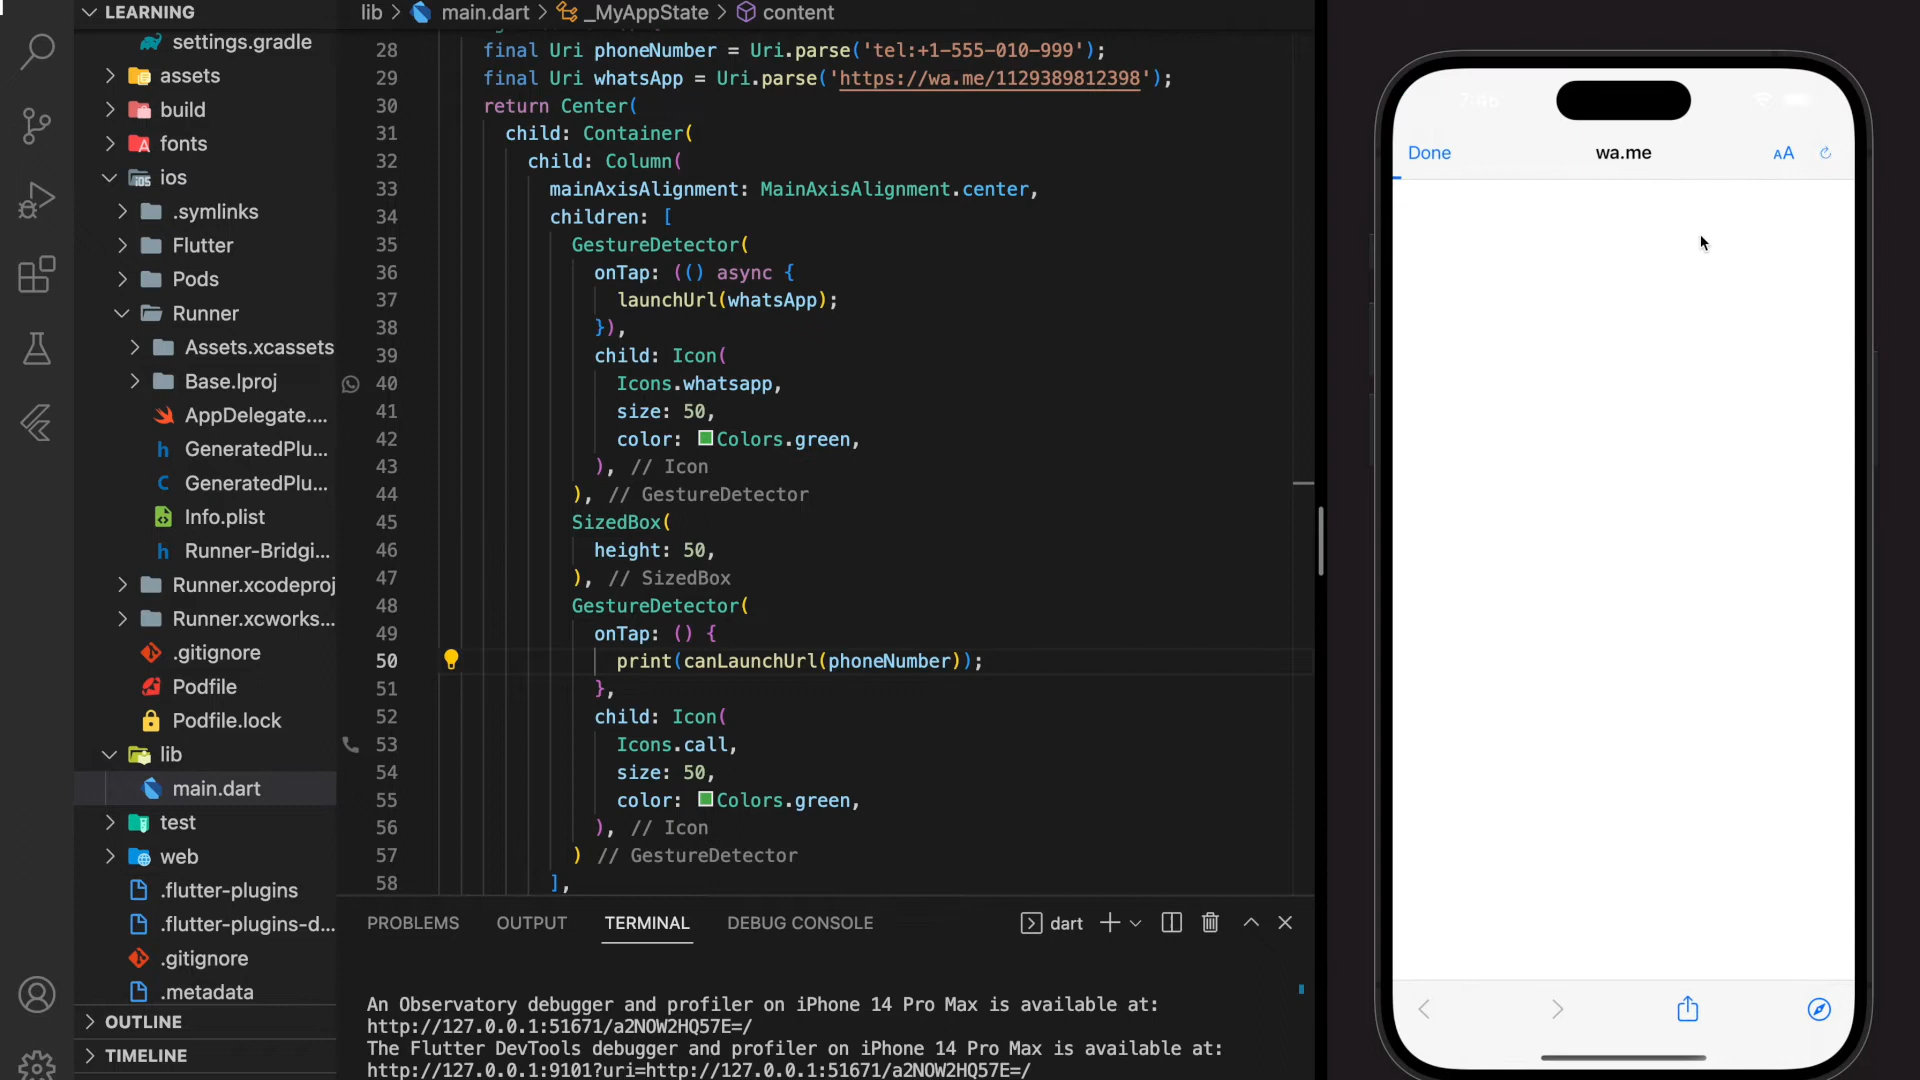 LEARNING
settings.gradle
assets
build
fonts
ios
.symlinks
Flutter
Pods
Runner
Assets.xcassets
Base.lproj
AppDelegate....
GeneratedPlu...
GeneratedPlu...
Info.plist
Runner-Bridgi...
Runner.xcodeproj
Runner.xcworks...
.gitignore
Podfile
Podfile.lock
lib
main.dart
test
web
.flutter-plugins
.flutter-plugins-d...
.gitignore
.metadata
OUTLINE
TIMELINE
lib > main.dart > _MyAppState > content
28 final Uri phoneNumber = Uri.parse('tel:+1-555-010-999');
29 final Uri whatsApp = Uri.parse('https://wa.me/1129389812398');
30 return Center(
31 child: Container(
32 child: Column(
33 mainAxisAlignment: MainAxisAlignment.center,
34 children: [
35 GestureDetector(
36 onTap: (() async {
37 launchUrl(whatsApp);
38 }),
39 child: Icon(
40 Icons.whatsapp,
41 size: 50,
42 color: Colors.green,
43 ), // Icon
44 ), // GestureDetector
45 SizedBox(
46 height: 50,
47 ), // SizedBox
48 GestureDetector(
49 onTap: () {
50 print(canLaunchUrl(phoneNumber));
51 },
52 child: Icon(
53 Icons.call,
54 size: 50,
55 color: Colors.green,
56 ), // Icon
57 ) // GestureDetector
58 ],
PROBLEMS OUTPUT TERMINAL DEBUG CONSOLE dart
An Observatory debugger and profiler on iPhone 14 Pro Max is available at:
http://127.0.0.1:51671/a2NOW2HQ57E=/
The Flutter DevTools debugger and profiler on iPhone 14 Pro Max is available at:
http://127.0.0.1:9101?uri=http://127.0.0.1:51671/a2NOW2HQ57E=/
Done wa.me AA